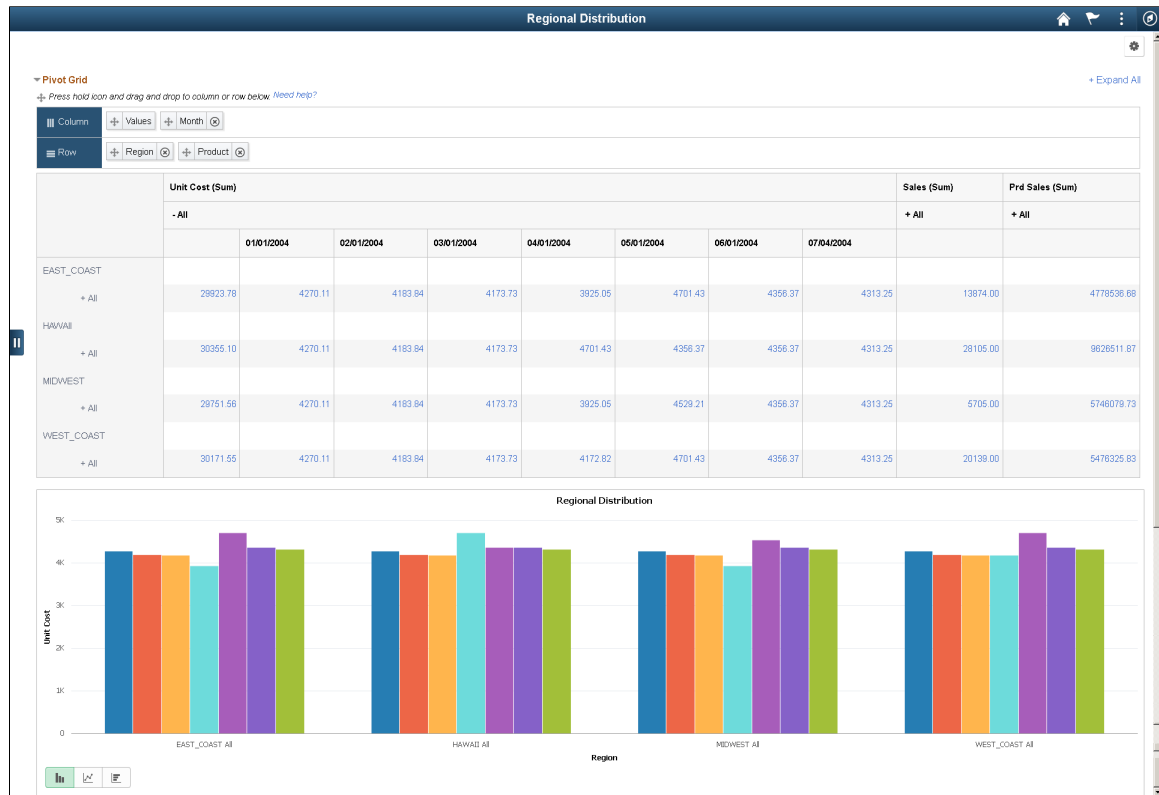 Regional Distribution
Pivot Grid
+ Expand All
Press hold icon and drag and drop to column or row below. Need help?
Column Values Month
Row Region Product
Unit Cost (Sum) Sales (Sum) Prd Sales (Sum)
- All + All + All
01/01/2004 02/01/2004 03/01/2004 04/01/2004 05/01/2004 06/01/2004 07/04/2004
EAST_COAST
+ All 29923.78 4270.11 4183.84 4173.73 3925.05 4701.43 4356.37 4313.25 13874.00 4778536.68
HAWAII
+ All 30355.10 4270.11 4183.84 4173.73 4701.43 4356.37 4356.37 4313.25 28105.00 9626511.87
MIDWEST
+ All 29751.56 4270.11 4183.84 4173.73 3925.05 4529.21 4356.37 4313.25 5705.00 5746079.73
WEST_COAST
+ All 30171.55 4270.11 4183.84 4173.73 4172.82 4701.43 4356.37 4313.25 20139.00 5476325.83
Regional Distribution
5K
4K
3K
2K
1K
0
Unit Cost
EAST_COAST All HAWAII All MIDWEST All WEST_COAST All
Region